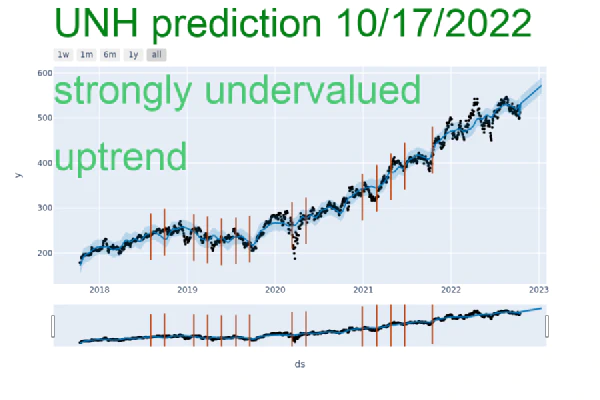 UNH prediction 10/17/2022
1w 1m 6m 1y all
600
strongly undervalued
500
uptrend
400
y
300
200
2018 2019 2020 2021 2022 2023
ds